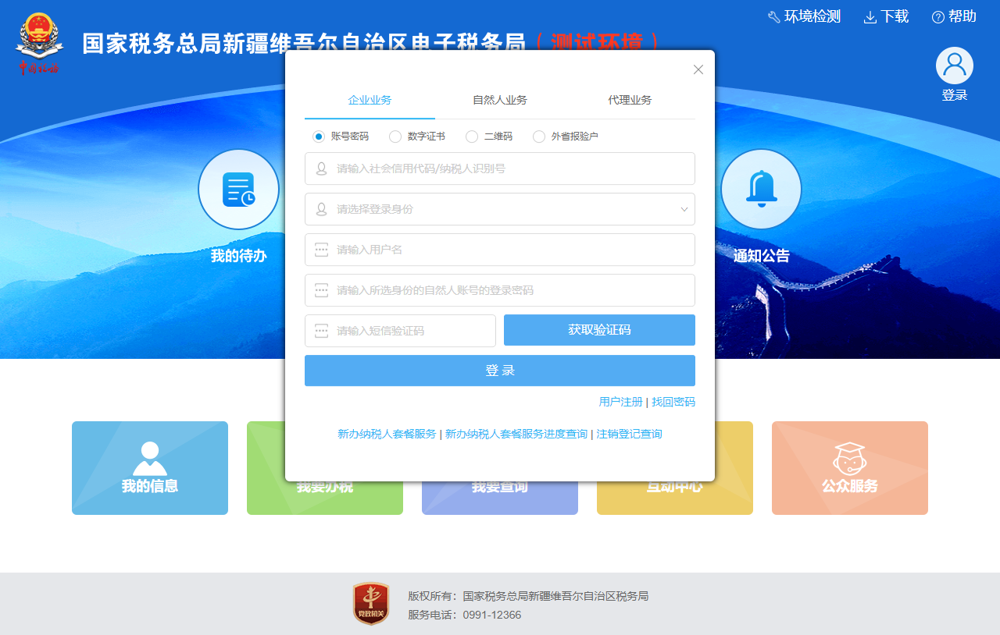 环境检测 下载 帮助
国家税务总局新疆维吾尔自治区电子税务局（测试环境）
中国税务
登录
企业业务 自然人业务 代理业务
账号密码 数字证书 二维码 外省报验户
请输入社会信用代码/纳税人识别号
请选择登录身份
请输入用户名
请输入所选身份的自然人账号的登录密码
请输入短信验证码 获取验证码
登 录
用户注册 | 找回密码
新办纳税人套餐服务 | 新办纳税人套餐服务进度查询 | 注销登记查询
我的待办 通知公告
我的信息 我要办税 我要查询 互动中心 公众服务
党政机关
版权所有：国家税务总局新疆维吾尔自治区税务局
服务电话：0991-12366